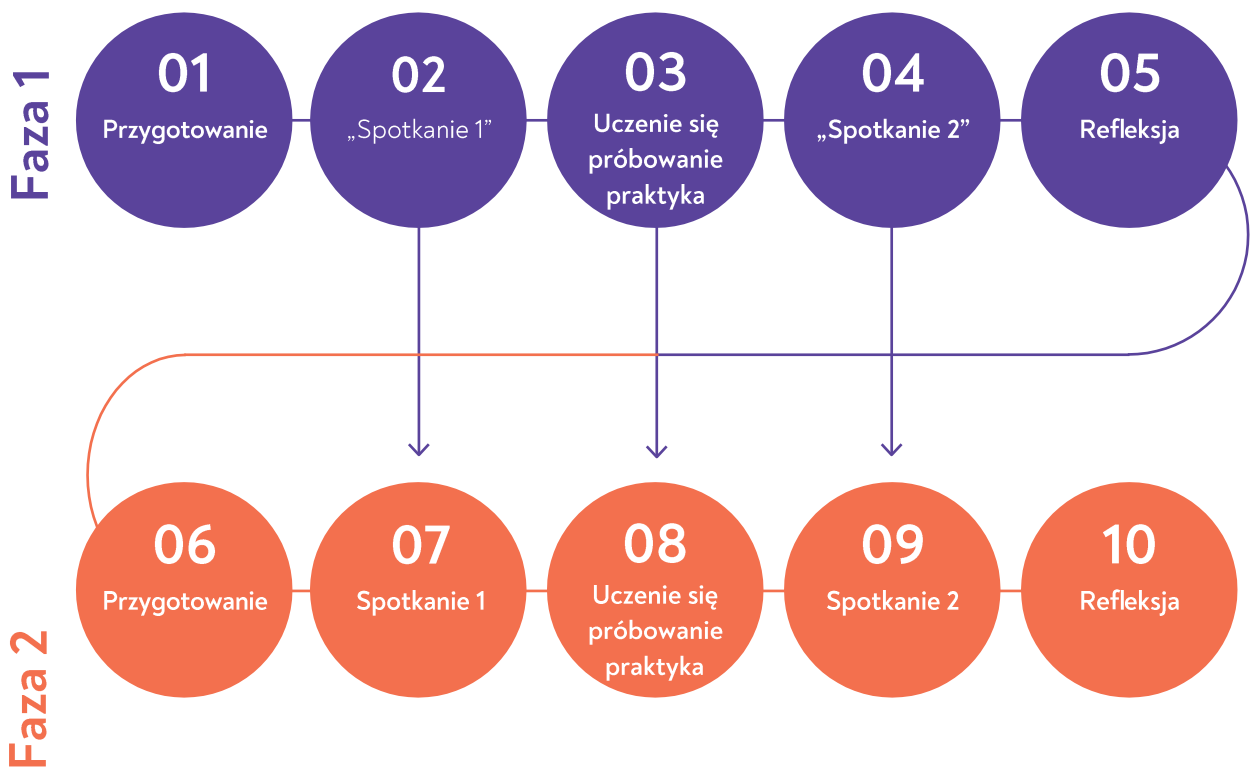 Faza 1
01
Przygotowanie
02
„Spotkanie 1”
03
Uczenie się
próbowanie
praktyka
04
„Spotkanie 2”
05
Refleksja
Faza 2
06
Przygotowanie
07
Spotkanie 1
08
Uczenie się
próbowanie
praktyka
09
Spotkanie 2
10
Refleksja